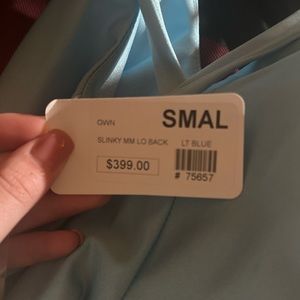 OWN SMAL
SLINKY MM LO BACK LT BLUE
$399.00
# 75657